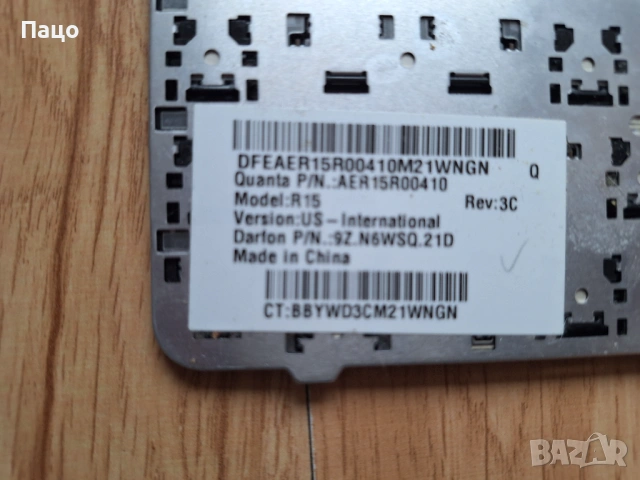 Пацо
DFEAER15R00410M21WNGN Q
Quanta P/N.:AER15R00410
Model:R15 Rev:3C
Version:US-International
Darfon P/N.:9Z.N6WSQ.21D
Made in China
CT:BBYWD3CM21WNGN
BAZAR